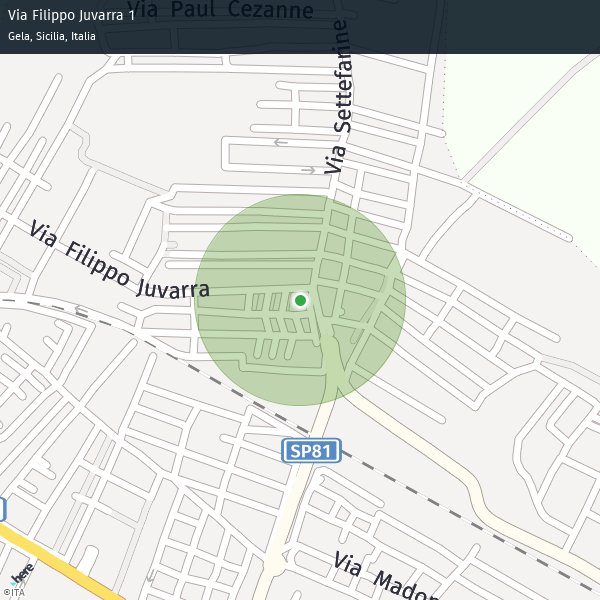 Via Filippo Juvarra 1
Gela, Sicilia, Italia
Via Paul Cezanne
Via Settefarine
Via Filippo Juvarra
SP81
Via Madon
here
©ITA